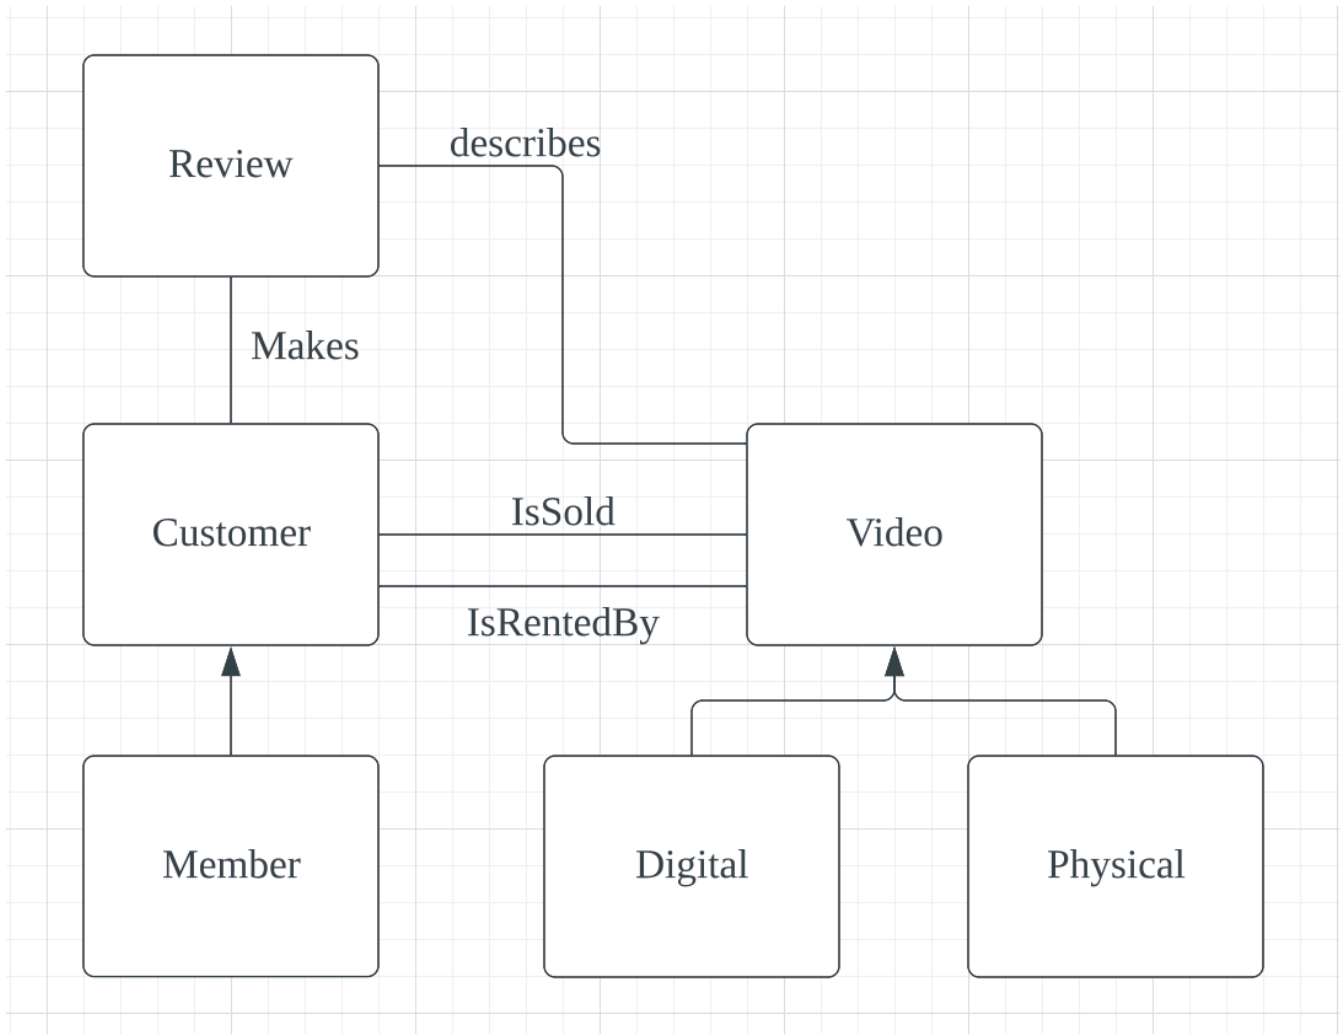 describes
Review
Makes
IsSold
Customer
Video
IsRentedBy
Member
Digital
Physical